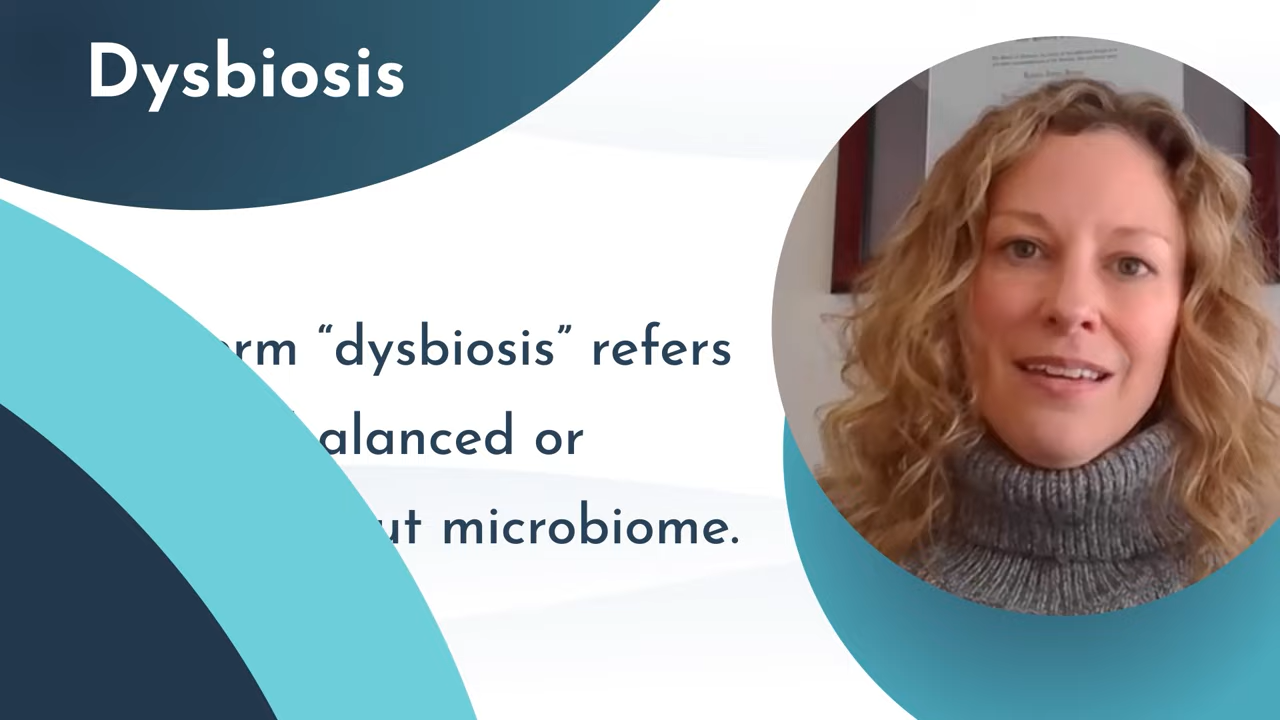 Dysbiosis
rm “dysbiosis” refers
alanced or
ut microbiome.